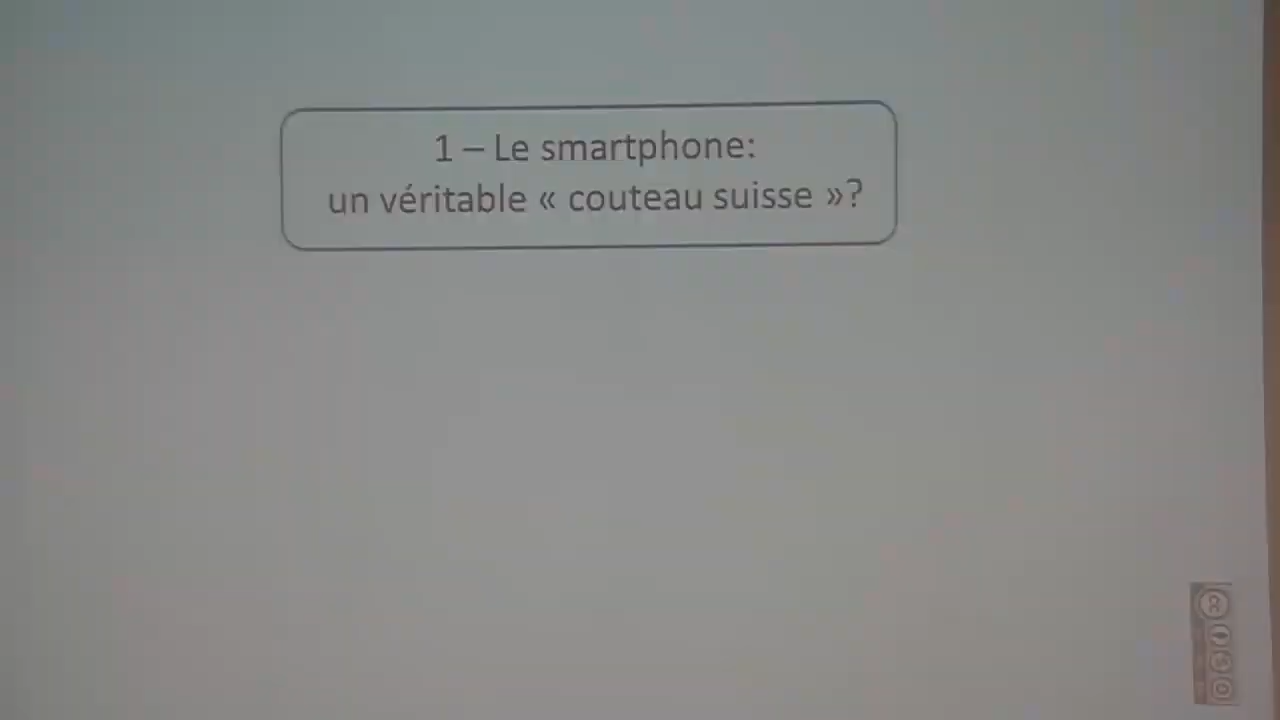 1 – Le smartphone:
un véritable « couteau suisse »?